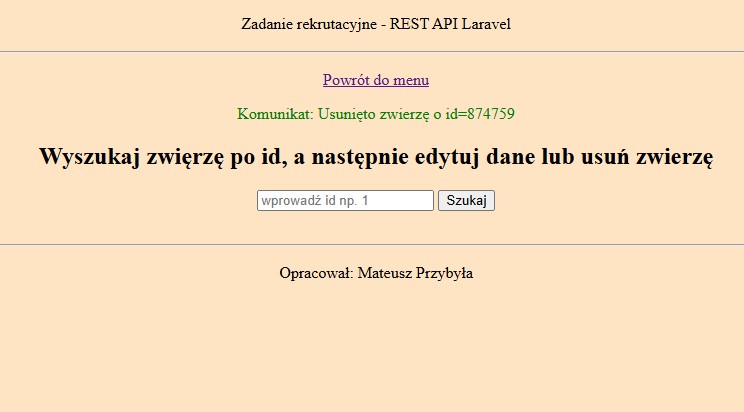 Zadanie rekrutacyjne - REST API Laravel
Powrót do menu
Komunikat: Usunięto zwierzę o id=874759
Wyszukaj zwięrzę po id, a następnie edytuj dane lub usuń zwierzę
wprowadź id np. 1 Szukaj
Opracował: Mateusz Przybyła